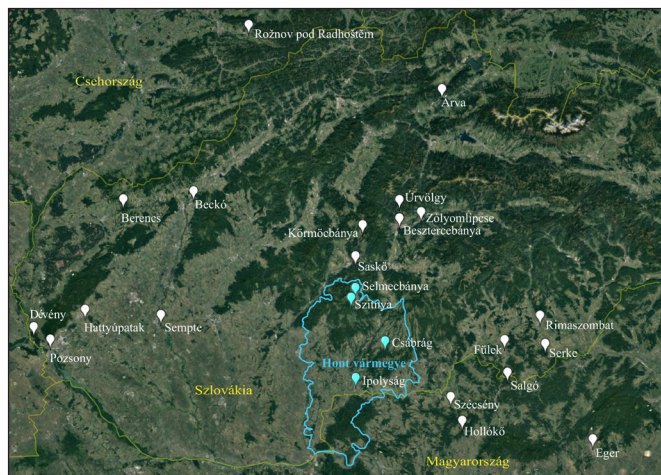 Rožnov pod Radhoštěm
Csehország
Árva
Berencs
Beckó
Úrvölgy
Zólyomlipcse
Besztercebánya
Körmöcbánya
Saskő
Selmecbánya
Szitnya
Dévény
Hattyúpatak
Sempte
Pozsony
Csábrág
Rimaszombat
Fülek
Serke
Hont vármegye
Ipolyság
Salgó
Szlovákia
Szécsény
Hollókő
Eger
Magyarország